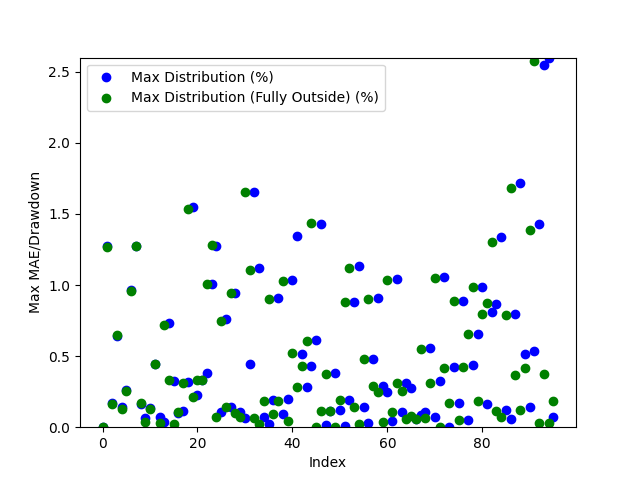 Max Distribution (%)
Max Distribution (Fully Outside) (%)
Max MAE/Drawdown
2.5
2.0
1.5
1.0
0.5
0.0
0
20
40
60
80
Index